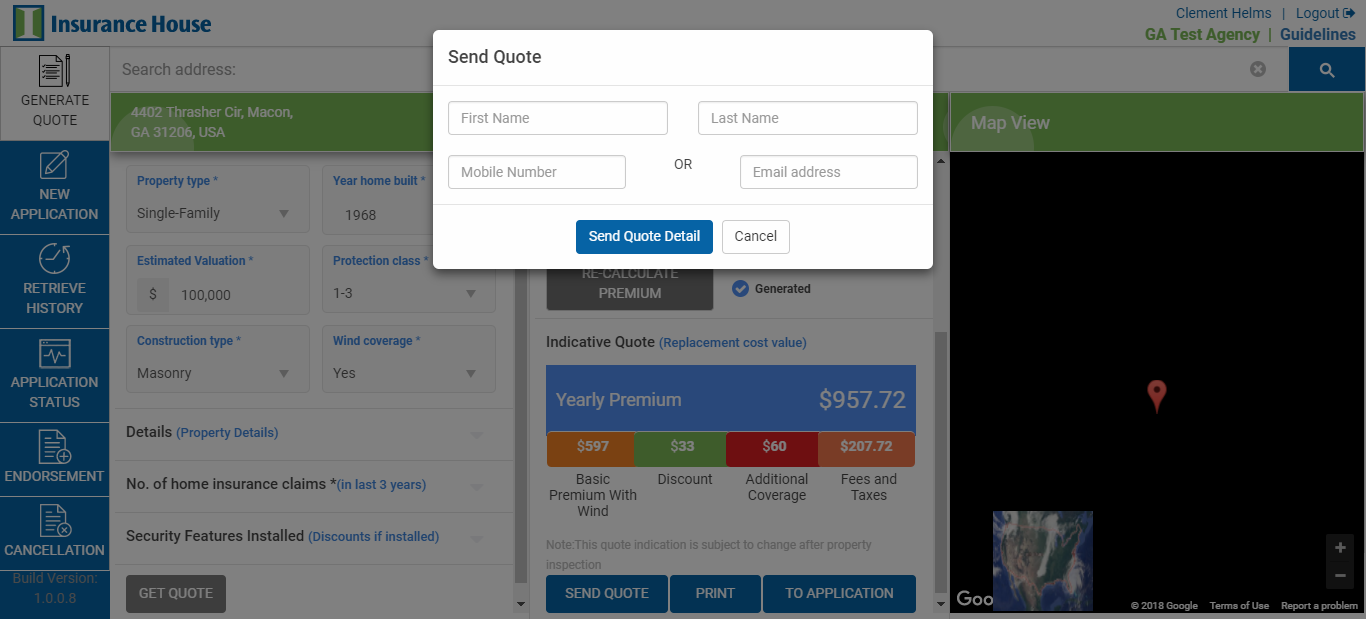 Insurance House
Clement Helms | Logout
GA Test Agency | Guidelines
GENERATE
QUOTE
NEW
APPLICATION
RETRIEVE
HISTORY
APPLICATION
STATUS
ENDORSEMENT
CANCELLATION
Build Version:
1.0.0.8
Search address:
4402 Thrasher Cir, Macon,
GA 31206, USA
Property type *
Single-Family
Year home built *
1968
Estimated Valuation *
$ 100,000
Protection class *
1-3
Construction type *
Masonry
Wind coverage *
Yes
Details (Property Details)
No. of home insurance claims *(in last 3 years)
Security Features Installed (Discounts if installed)
GET QUOTE
Send Quote
First Name
Last Name
Mobile Number
OR
Email address
Send Quote Detail
Cancel
RE-CALCULATE
PREMIUM
Generated
Indicative Quote (Replacement cost value)
Yearly Premium $957.72
$597 $33 $60 $207.72
Basic
Premium With
Wind
Discount
Additional
Coverage
Fees and
Taxes
Note:This quote indication is subject to change after property
inspection
SEND QUOTE
PRINT
TO APPLICATION
Map View
+
−
Goo
© 2018 Google Terms of Use Report a problem